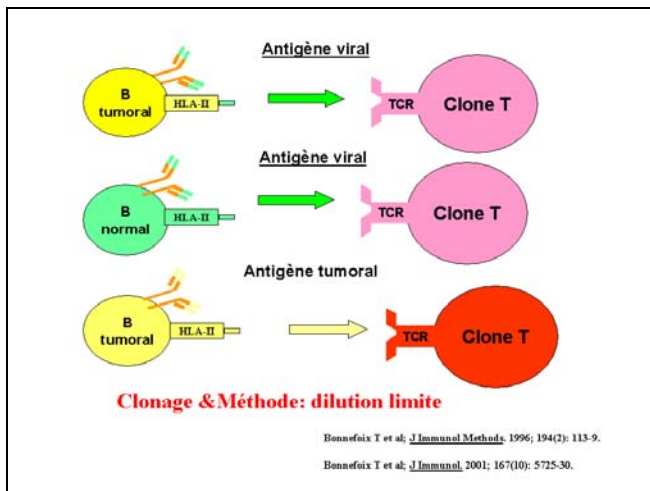 Antigène viral
B
tumoral
HLA-II
TCR
Clone T
Antigène viral
B
normal
HLA-II
TCR
Clone T
Antigène tumoral
B
tumoral
HLA-II
TCR
Clone T
Clonage &Méthode: dilution limite
Bonnefoix T et al; J Immunol Methods. 1996; 194(2): 113-9.
Bonnefoix T et al; J Immunol. 2001; 167(10): 5725-30.